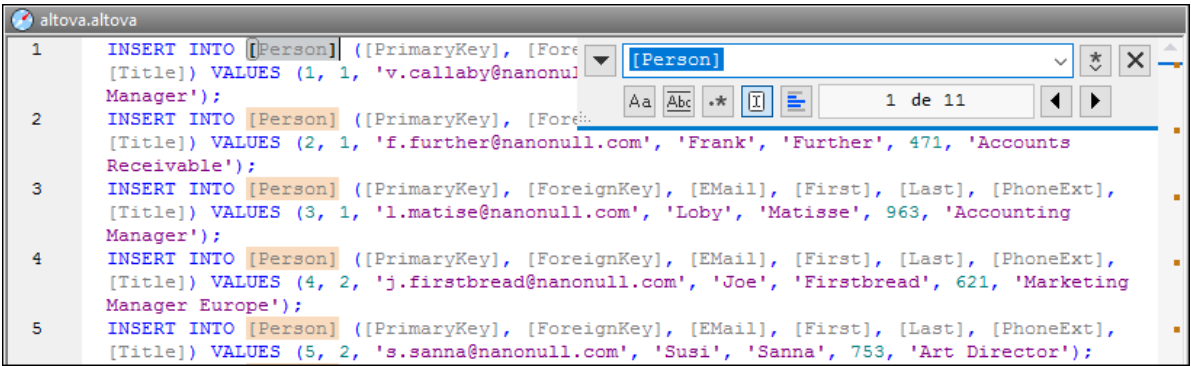 altova.altova
1 INSERT INTO [Person] ([PrimaryKey], [Fore
[Title]) VALUES (1, 1, 'v.callaby@nanonul
Manager');
[Person]
Aa Abc .* 1 de 11
2 INSERT INTO [Person] ([PrimaryKey], [Fore
[Title]) VALUES (2, 1, 'f.further@nanonull.com', 'Frank', 'Further', 471, 'Accounts
Receivable');
3 INSERT INTO [Person] ([PrimaryKey], [ForeignKey], [EMail], [First], [Last], [PhoneExt],
[Title]) VALUES (3, 1, 'l.matise@nanonull.com', 'Loby', 'Matisse', 963, 'Accounting
Manager');
4 INSERT INTO [Person] ([PrimaryKey], [ForeignKey], [EMail], [First], [Last], [PhoneExt],
[Title]) VALUES (4, 2, 'j.firstbread@nanonull.com', 'Joe', 'Firstbread', 621, 'Marketing
Manager Europe');
5 INSERT INTO [Person] ([PrimaryKey], [ForeignKey], [EMail], [First], [Last], [PhoneExt],
[Title]) VALUES (5, 2, 's.sanna@nanonull.com', 'Susi', 'Sanna', 753, 'Art Director');